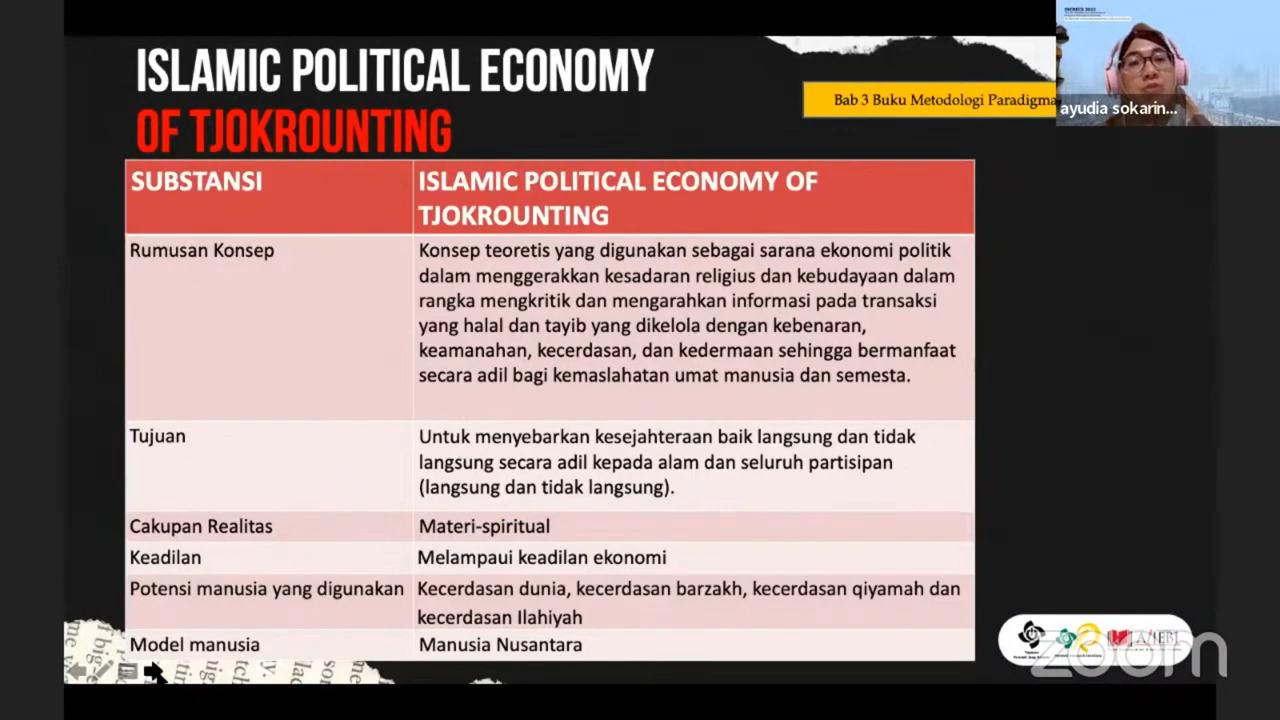 ISLAMIC POLITICAL ECONOMY
OF TJOKROUNTING
Bab 3 Buku Metodologi Paradigma
ayudia sokarin...
SUBSTANSI
ISLAMIC POLITICAL ECONOMY OF
TJOKROUNTING
Rumusan Konsep
Konsep teoretis yang digunakan sebagai sarana ekonomi politik
dalam menggerakkan kesadaran religius dan kebudayaan dalam
rangka mengkritik dan mengarahkan informasi pada transaksi
yang halal dan tayib yang dikelola dengan kebenaran,
keamanahan, kecerdasan, dan kedermaan sehingga bermanfaat
secara adil bagi kemaslahatan umat manusia dan semesta.
Tujuan
Untuk menyebarkan kesejahteraan baik langsung dan tidak
langsung secara adil kepada alam dan seluruh partisipan
(langsung dan tidak langsung).
Cakupan Realitas
Materi-spiritual
Keadilan
Melampaui keadilan ekonomi
Potensi manusia yang digunakan
Kecerdasan dunia, kecerdasan barzakh, kecerdasan qiyamah dan
kecerdasan Ilahiyah
Model manusia
Manusia Nusantara
zoom